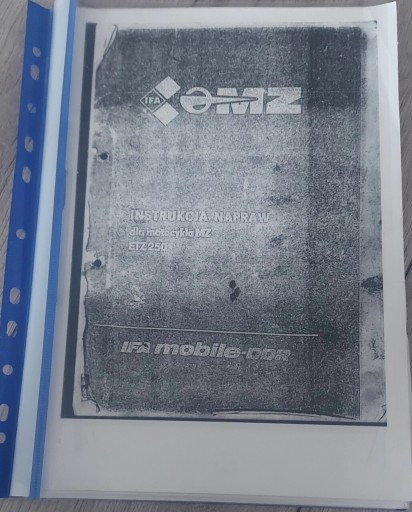 IFA MZ
INSTRUKCJA NAPRAW
dla motocykla MZ
ETZ 250
IFA mobile-DDR